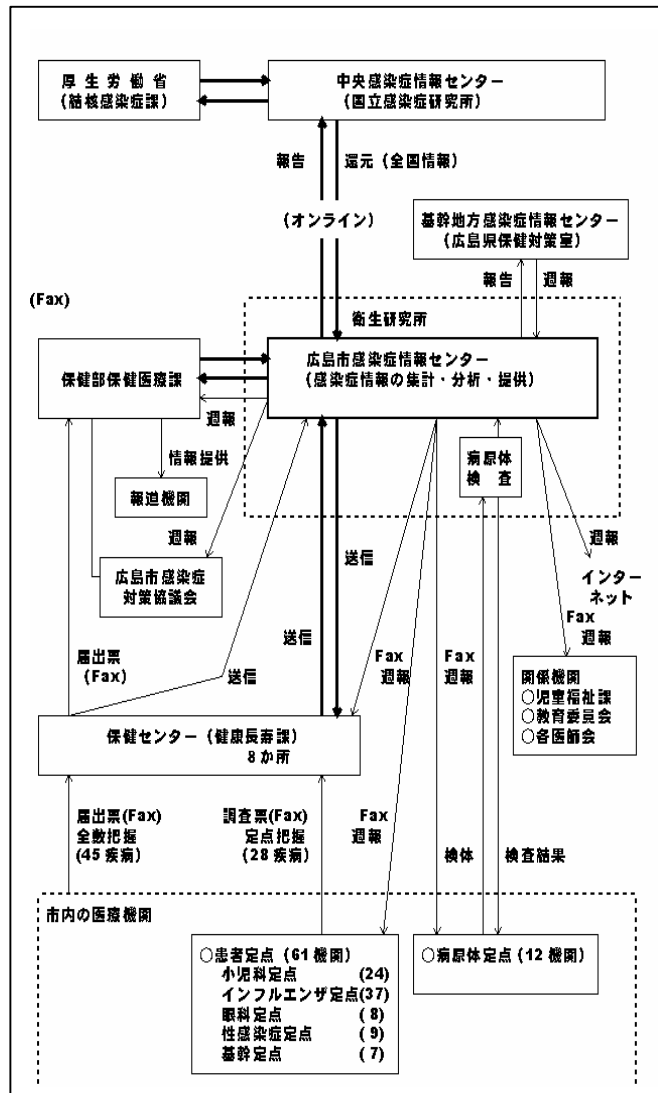 厚生労働省
(結核感染症課)
中央感染症情報センター
(国立感染症研究所)
報告
還元(全国情報)
(オンライン)
基幹地方感染症情報センター
(広島県保健対策室)
報告
週報
(Fax)
衛生研究所
保健部保健医療課
広島市感染症情報センター
(感染症情報の集計・分析・提供)
週報
情報提供
報道機関
病原体
検 査
週報
広島市感染症
対策協議会
送信
週報
インター
ネット
届出票
(Fax)
送信
送信
Fax
週報
Fax
週報
Fax
週報
関係機関
○児童福祉課
○教育委員会
○各医師会
保健センター(健康長寿課)
8か所
届出票(Fax)
全数把握
(45疾病)
調査票(Fax)
定点把握
(28疾病)
Fax
週報
検体
検査結果
市内の医療機関
○患者定点(61機関)
小児科定点 (24)
インフルエンザ定点(37)
眼科定点 (8)
性感染症定点 (9)
基幹定点 (7)
○病原体定点(12機関)